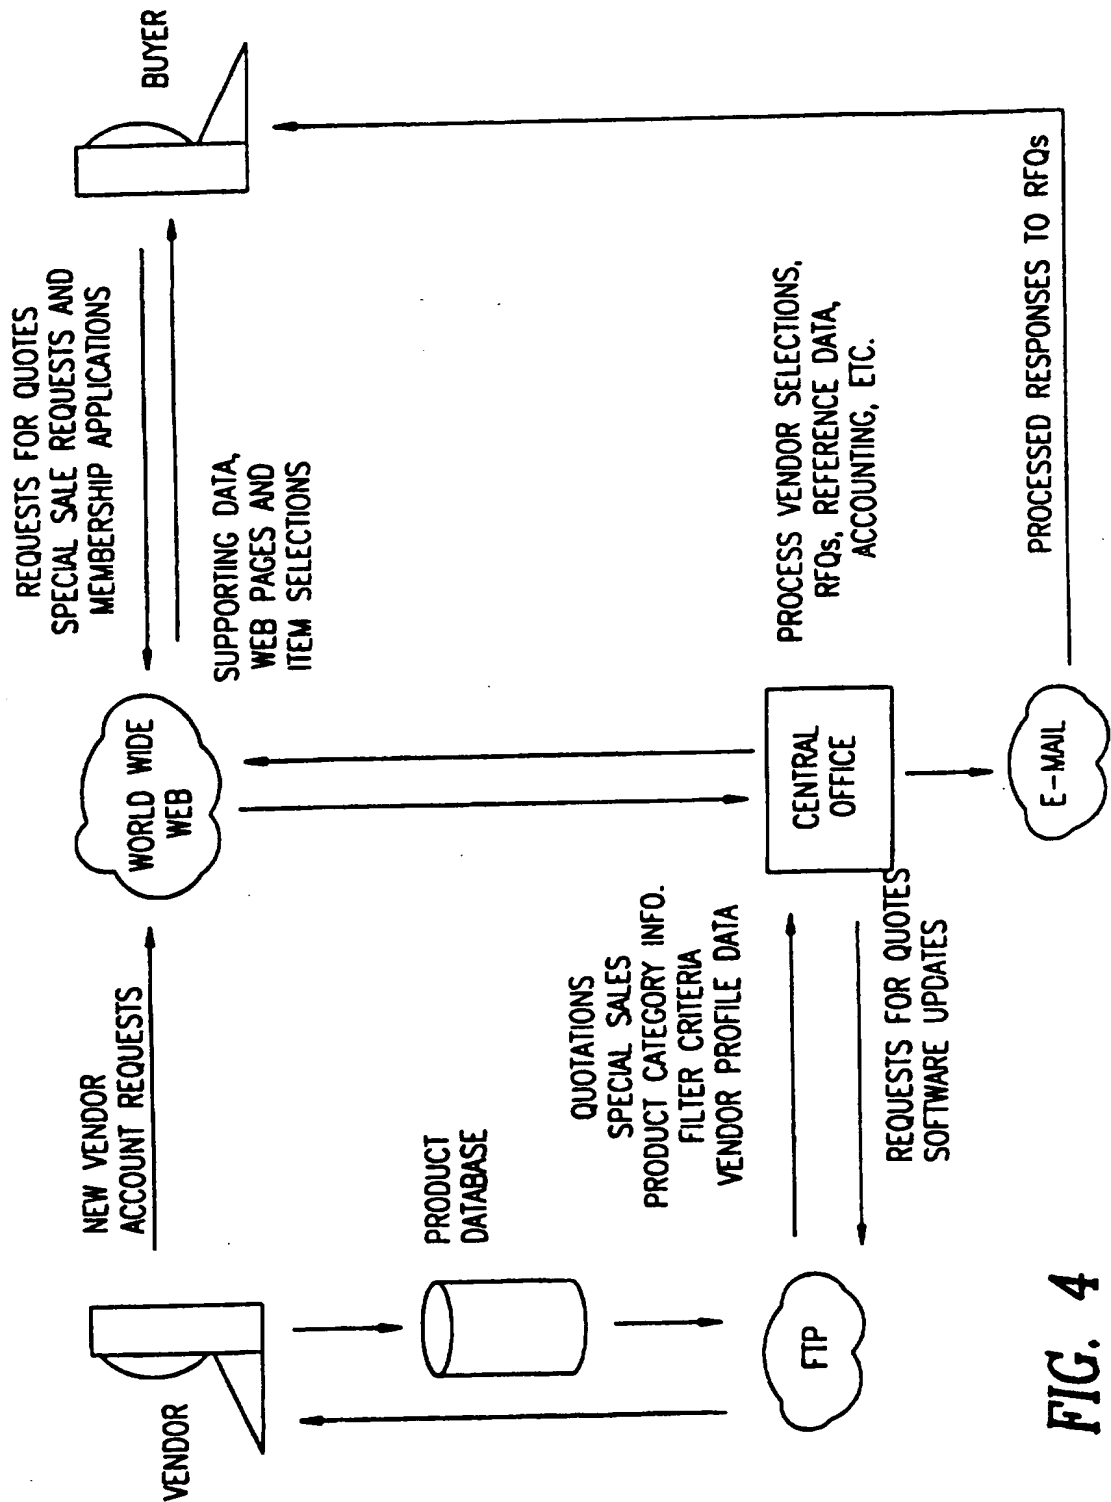 VENDOR
NEW VENDOR
ACCOUNT REQUESTS
WORLD WIDE
WEB
REQUESTS FOR QUOTES
SPECIAL SALE REQUESTS AND
MEMBERSHIP APPLICATIONS
BUYER
SUPPORTING DATA,
WEB PAGES AND
ITEM SELECTIONS
PRODUCT
DATABASE
QUOTATIONS
SPECIAL SALES
PRODUCT CATEGORY INFO.
FILTER CRITERIA
VENDOR PROFILE DATA
FTP
REQUESTS FOR QUOTES
SOFTWARE UPDATES
CENTRAL
OFFICE
PROCESS VENDOR SELECTIONS,
RFQs, REFERENCE DATA,
ACCOUNTING, ETC.
E-MAIL
PROCESSED RESPONSES TO RFQs
FIG. 4